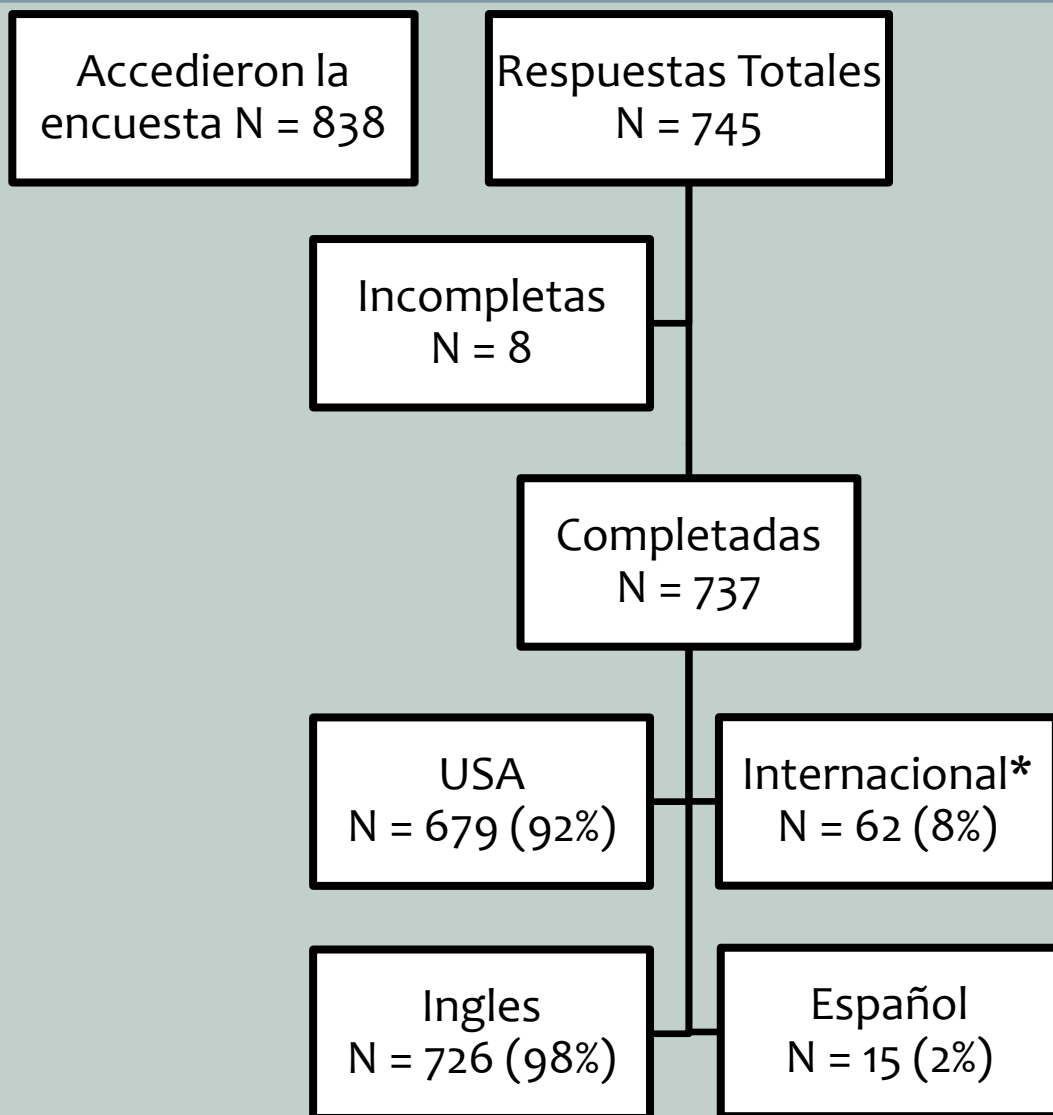 Accedieron la
encuesta N = 838
Respuestas Totales
N = 745
Incompletas
N = 8
Completadas
N = 737
USA
N = 679 (92%)
Internacional*
N = 62 (8%)
Ingles
N = 726 (98%)
Español
N = 15 (2%)